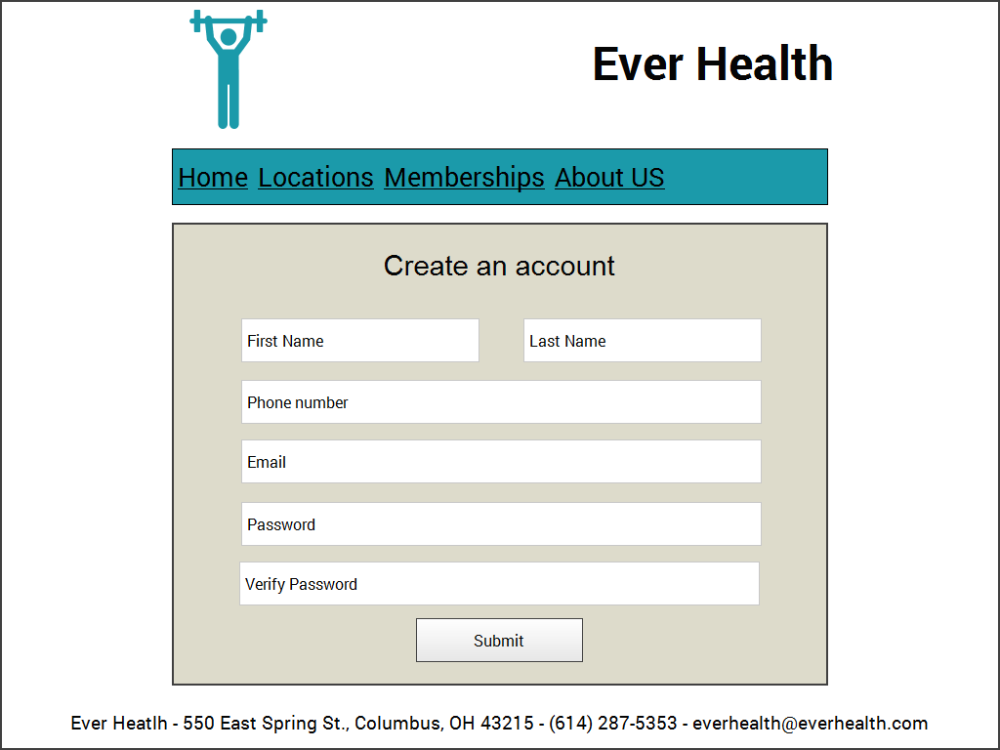 Ever Health
Home Locations Memberships About US
Create an account
First Name Last Name
Phone number
Email
Password
Verify Password
Submit
Ever Heatlh - 550 East Spring St., Columbus, OH 43215 - (614) 287-5353 - everhealth@everhealth.com